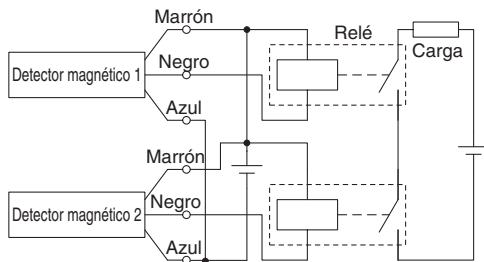 Marrón
Relé
Carga
Negro
Detector magnético 1
Azul
Marrón
Negro
Detector magnético 2
Azul